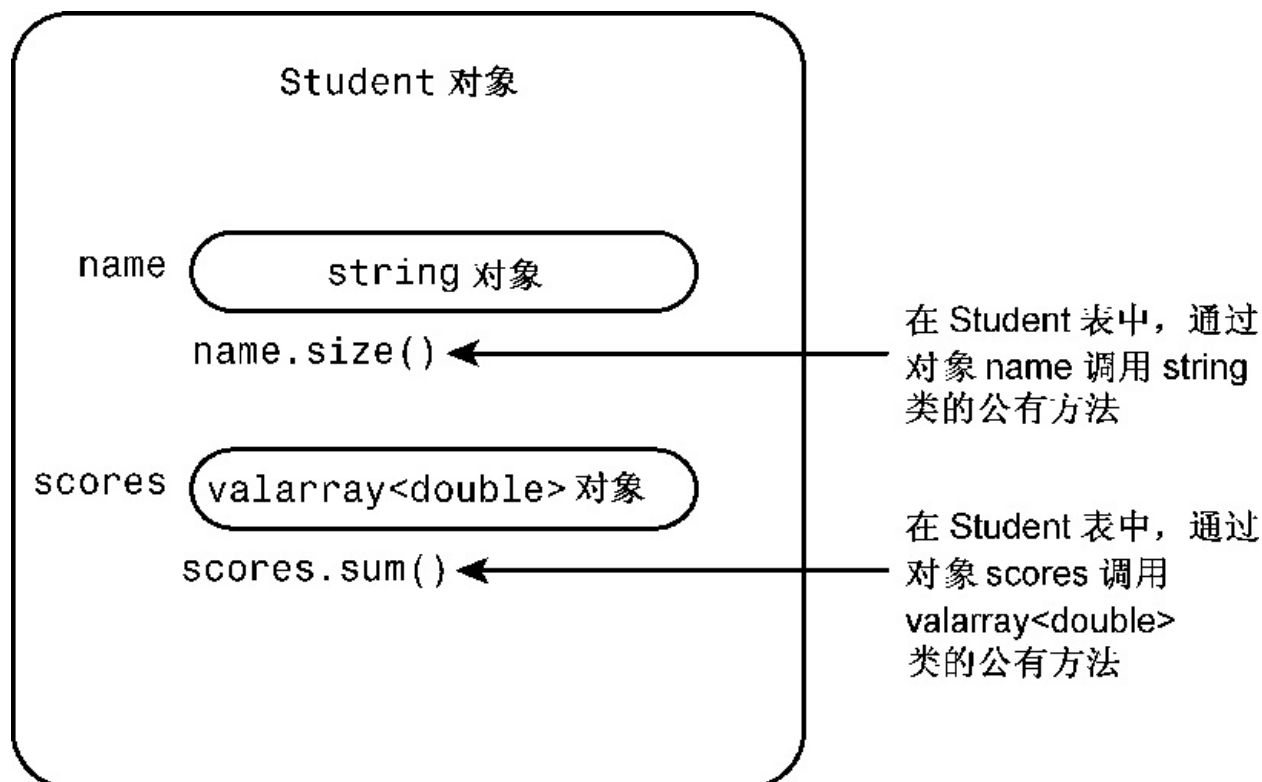 Student 对象
name
string 对象
name.size()
在 Student 表中，通过
对象 name 调用 string
类的公有方法
scores
valarray<double> 对象
scores.sum()
在 Student 表中，通过
对象 scores 调用
valarray<double>
类的公有方法